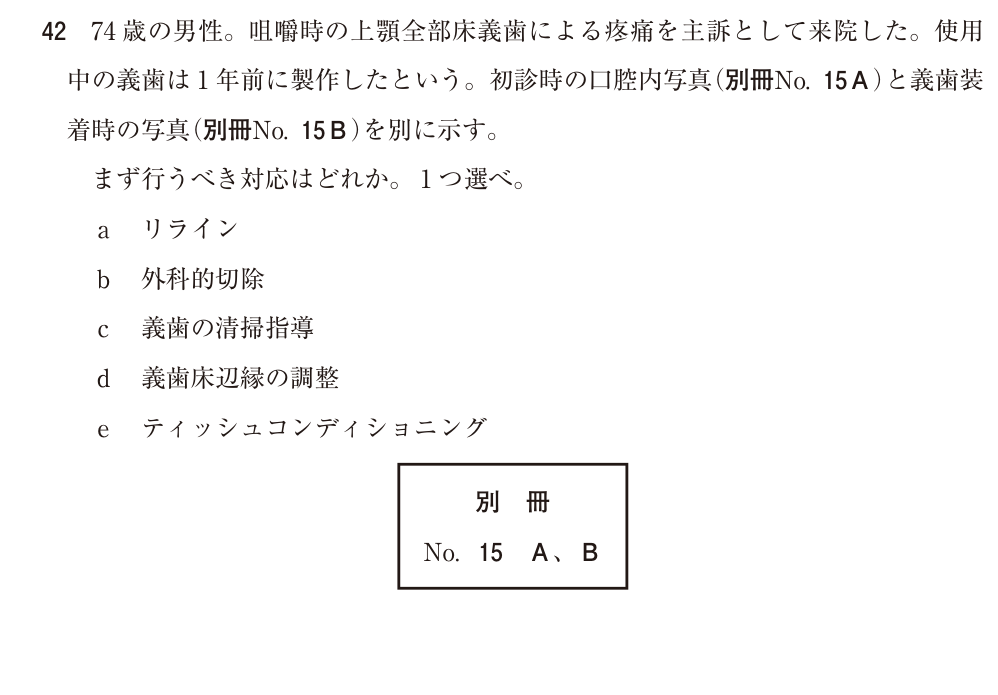 42 74歳の男性。咀嚼時の上顎全部床義歯による疼痛を主訴として来院した。使用
中の義歯は1年前に製作したという。初診時の口腔内写真(別冊No. 15A)と義歯装
着時の写真(別冊No. 15B)を別に示す。
まず行うべき対応はどれか。1つ選べ。
a リライン
b 外科的切除
c 義歯の清掃指導
d 義歯床辺縁の調整
e ティッシュコンディショニング
別 冊
No. 15 A、B